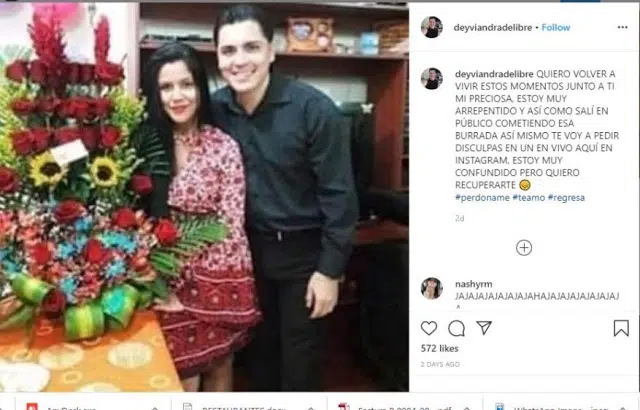 deyviandradelibre • Follow
deyviandradelibre QUIERO VOLVER A
VIVIR ESTOS MOMENTOS JUNTO A TI
MI PRECIOSA, ESTOY MUY
ARREPENTIDO Y ASÍ COMO SALÍ EN
PÚBLICO COMETIENDO ESA
BURRADA ASÍ MISMO TE VOY A PEDIR
DISCULPAS EN UN EN VIVO AQUÍ EN
INSTAGRAM, ESTOY MUY
CONFUNDIDO PERO QUIERO
RECUPERARTE 😞
#perdoname #teamo #regresa
2d
nashyrm
JAJAJAJAJAJAJAJAHAJAJAJAJAJAJAJAJ
A
572 likes
2 DAYS AGO